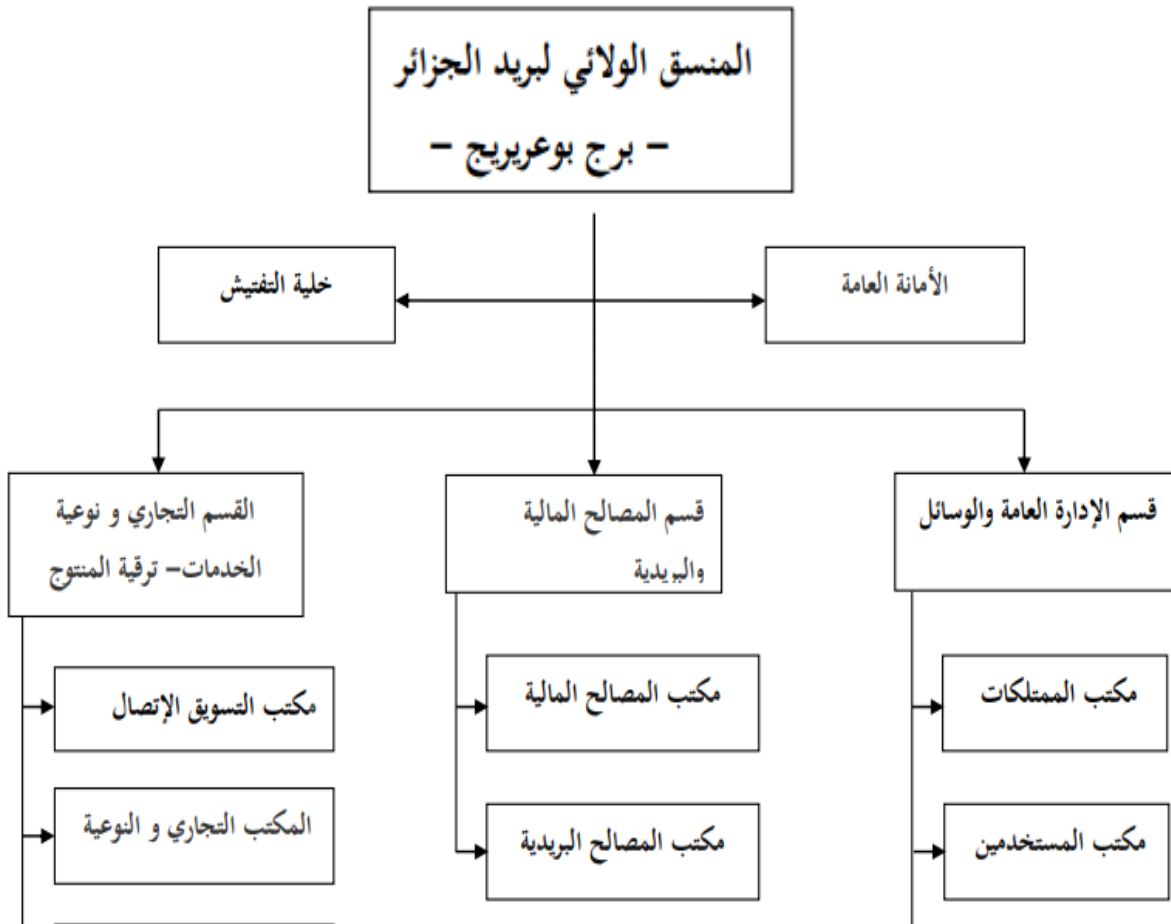 المنسق الولائي لبريد الجزائر
– برج بوعريريج –
الأمانة العامة
خلية التفتيش
قسم الإدارة العامة والوسائل
قسم المصالح المالية
والبريدية
القسم التجاري و نوعية
الخدمات– ترقية المنتوج
مكتب الممتلكات
مكتب المصالح المالية
مكتب التسويق الإتصال
مكتب المستخدمين
مكتب المصالح البريدية
المكتب التجاري و النوعية